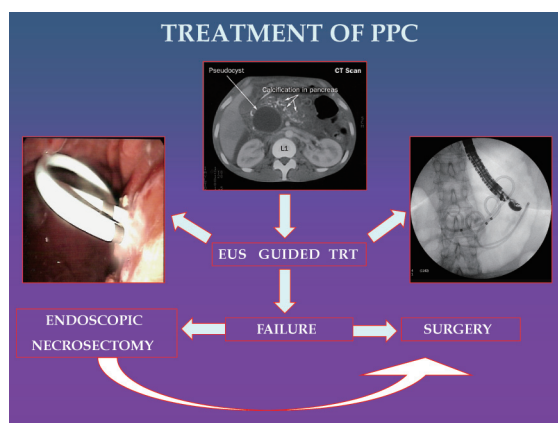 TREATMENT OF PPC
Pseudocyst
CT Scan
Calcification in pancreas
L1
EUS GUIDED TRT
ENDOSCOPIC
NECROSECTOMY
FAILURE
SURGERY